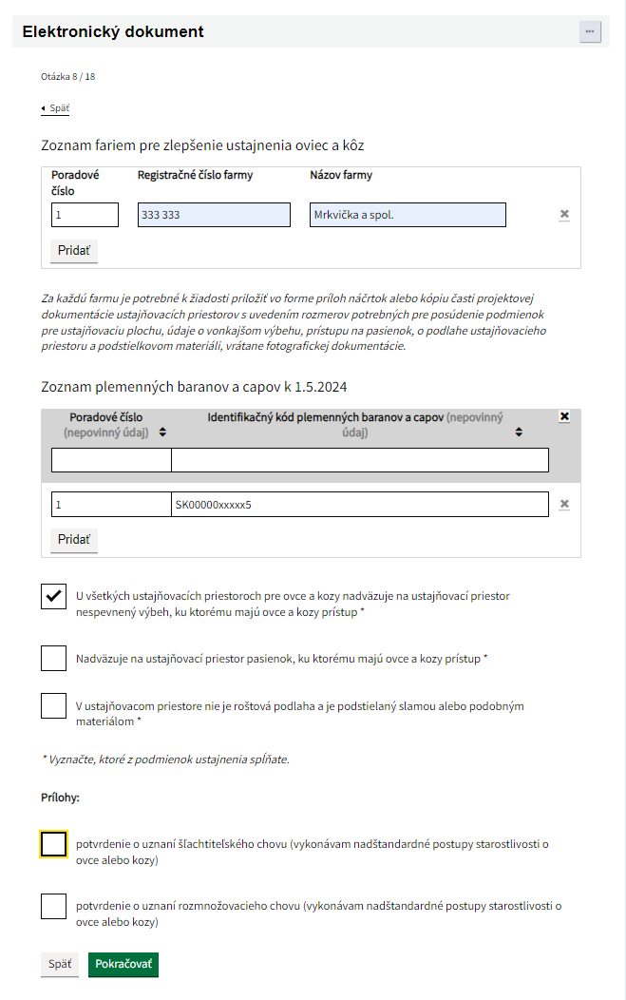 Elektronický dokument
Otázka 8 / 18
Späť
Zoznam fariem pre zlepšenie ustajnenia oviec a kôz
Poradové
číslo
Registračné číslo farmy
Názov farmy
1
333 333
Mrkvička a spol.
Pridať
Za každú farmu je potrebné k žiadosti priložiť vo forme príloh náčrtok alebo kópiu časti projektovej
dokumentácie ustajňovacích priestorov s uvedením rozmerov potrebných pre posúdenie podmienok
pre ustajňovaciu plochu, údaje o vonkajšom výbehu, prístupu na pasienok, o podlahe ustajňovacieho
priestoru a podstielkovom materiáli, vrátane fotografickej dokumentácie.
Zoznam plemenných baranov a capov k 1.5.2024
Poradové číslo
(nepovinný údaj)
Identifikačný kód plemenných baranov a capov (nepovinný
údaj)
1
SK00000xxxxx5
Pridať
U všetkých ustajňovacích priestoroch pre ovce a kozy nadväzuje na ustajňovací priestor
nespevnený výbeh, ku ktorému majú ovce a kozy prístup *
Nadväzuje na ustajňovací priestor pasienok, ku ktorému majú ovce a kozy prístup *
V ustajňovacom priestore nie je roštová podlaha a je podstielaný slamou alebo podobným
materiálom *
* Vyznačte, ktoré z podmienok ustajnenia spĺňate.
Prílohy:
potvrdenie o uznaní šľachtiteľského chovu (vykonávam nadštandardné postupy starostlivosti o
ovce alebo kozy)
potvrdenie o uznaní rozmnožovacieho chovu (vykonávam nadštandardné postupy starostlivosti o
ovce alebo kozy)
Späť
Pokračovať